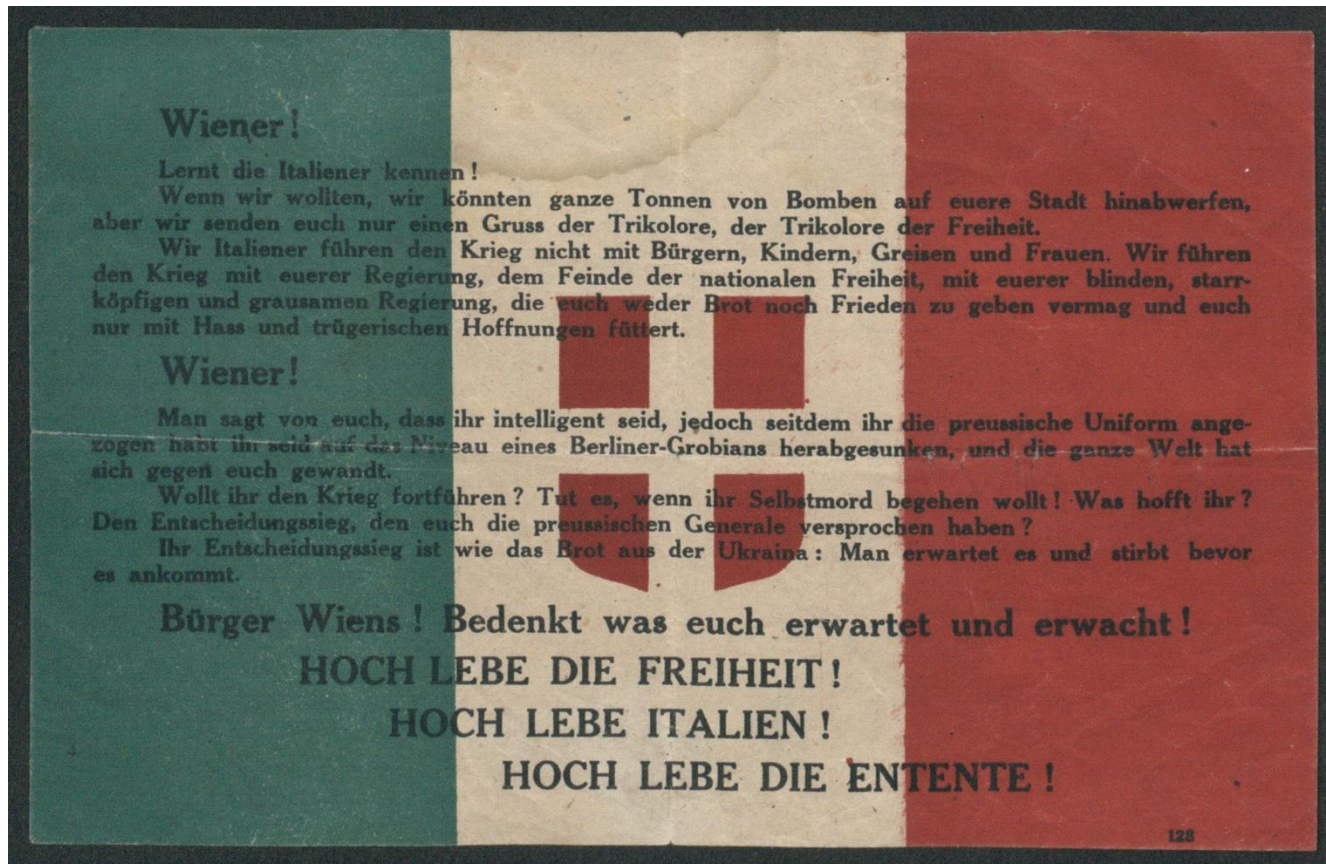 Wiener!
Lernt die Italiener kennen!
Wenn wir wollten, wir könnten ganze Tonnen von Bomben auf euere Stadt hinabwerfen,
aber wir senden euch nur einen Gruss der Trikolore, der Trikolore der Freiheit.
Wir Italiener führen den Krieg nicht mit Bürgern, Kindern, Greisen und Frauen. Wir führen
den Krieg mit euerer Regierung, dem Feinde der nationalen Freiheit, mit euerer blinden, starr-
köpfigen und grausamen Regierung, die euch weder Brot noch Frieden zu geben vermag und euch
nur mit Hass und trügerischen Hoffnungen füttert.
Wiener!
Man sagt von euch, dass ihr intelligent seid, jedoch seitdem ihr die preussische Uniform ange-
zogen habt ihr seid auf das Niveau eines Berliner-Grobians herabgesunken, und die ganze Welt hat
sich gegen euch gewandt.
Wollt ihr den Krieg fortführen? Tut es, wenn ihr Selbstmord begehen wollt! Was hofft ihr?
Den Entscheidungssieg, den euch die preussischen Generale versprochen haben?
Ihr Entscheidungssieg ist wie das Brot aus der Ukraina: Man erwartet es und stirbt bevor
es ankommt.
Bürger Wiens! Bedenkt was euch erwartet und erwacht!
HOCH LEBE DIE FREIHEIT!
HOCH LEBE ITALIEN!
HOCH LEBE DIE ENTENTE!
128